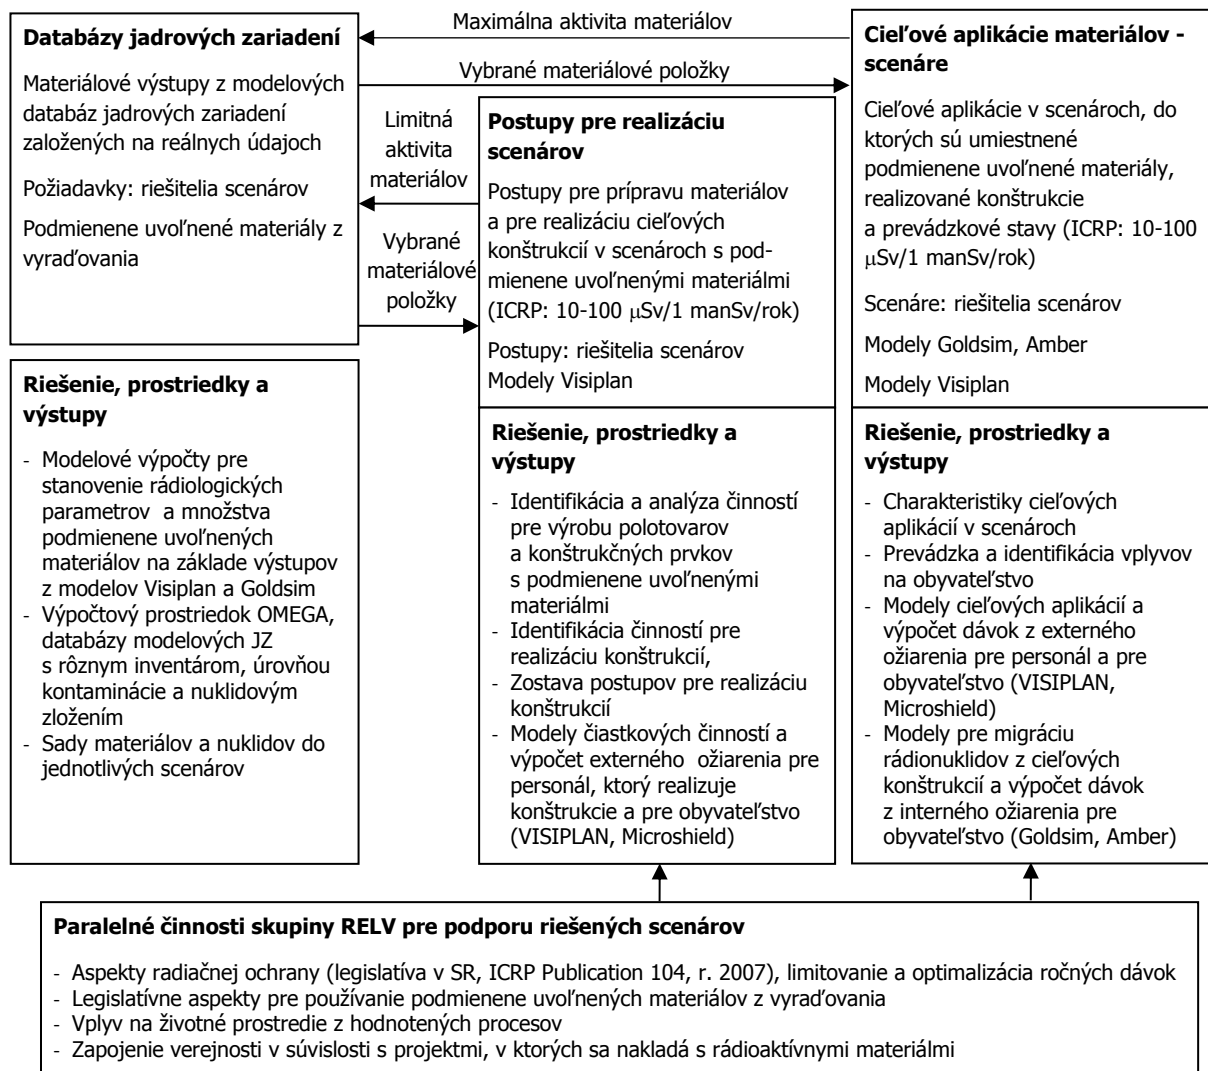 Maximálna aktivita materiálov
Vybrané materiálové položky
Databázy jadrových zariadení
Materiálové výstupy z modelových
databáz jadrových zariadení
založených na reálnych údajoch
Požiadavky: riešitelia scenárov
Podmienene uvoľnené materiály z
vyraďovania
Limitná
aktivita
materiálov
Vybrané
materiálové
položky
Postupy pre realizáciu
scenárov
Postupy pre prípravu materiálov
a pre realizáciu cieľových
konštrukcií v scenároch s pod-
mienene uvoľnenými materiálmi
(ICRP: 10-100 μSv/1 manSv/rok)
Postupy: riešitelia scenárov
Modely Visiplan
Cieľové aplikácie materiálov -
scenáre
Cieľové aplikácie v scenároch, do
ktorých sú umiestnené
podmienene uvoľnené materiály,
realizované konštrukcie
a prevádzkové stavy (ICRP: 10-100
μSv/1 manSv/rok)
Scenáre: riešitelia scenárov
Modely Goldsim, Amber
Modely Visiplan
Riešenie, prostriedky a
výstupy
- Modelové výpočty pre
stanovenie rádiologických
parametrov a množstva
podmienene uvoľnených
materiálov na základe výstupov
z modelov Visiplan a Goldsim
- Výpočtový prostriedok OMEGA,
databázy modelových JZ
s rôznym inventárom, úrovňou
kontaminácie a nuklidovým
zložením
- Sady materiálov a nuklidov do
jednotlivých scenárov
Riešenie, prostriedky a
výstupy
- Identifikácia a analýza činností
pre výrobu polotovarov
a konštrukčných prvkov
s podmienene uvoľnenými
materiálmi
- Identifikácia činností pre
realizáciu konštrukcií,
- Zostava postupov pre realizáciu
konštrukcií
- Modely čiastkových činností a
výpočet externého ožiarenia pre
personál, ktorý realizuje
konštrukcie a pre obyvateľstvo
(VISIPLAN, Microshield)
Riešenie, prostriedky a
výstupy
- Charakteristiky cieľových
aplikácií v scenároch
- Prevádzka a identifikácia vplyvov
na obyvateľstvo
- Modely cieľových aplikácií a
výpočet dávok z externého
ožiarenia pre personál a pre
obyvateľstvo (VISIPLAN,
Microshield)
- Modely pre migráciu
rádionuklidov z cieľových
konštrukcií a výpočet dávok
z interného ožiarenia pre
obyvateľstvo (Goldsim, Amber)
Paralelné činnosti skupiny RELV pre podporu riešených scenárov
- Aspekty radiačnej ochrany (legislatíva v SR, ICRP Publication 104, r. 2007), limitovanie a optimalizácia ročných dávok
- Legislatívne aspekty pre používanie podmienene uvoľnených materiálov z vyraďovania
- Vplyv na životné prostredie z hodnotených procesov
- Zapojenie verejnosti v súvislosti s projektmi, v ktorých sa nakladá s rádioaktívnymi materiálmi